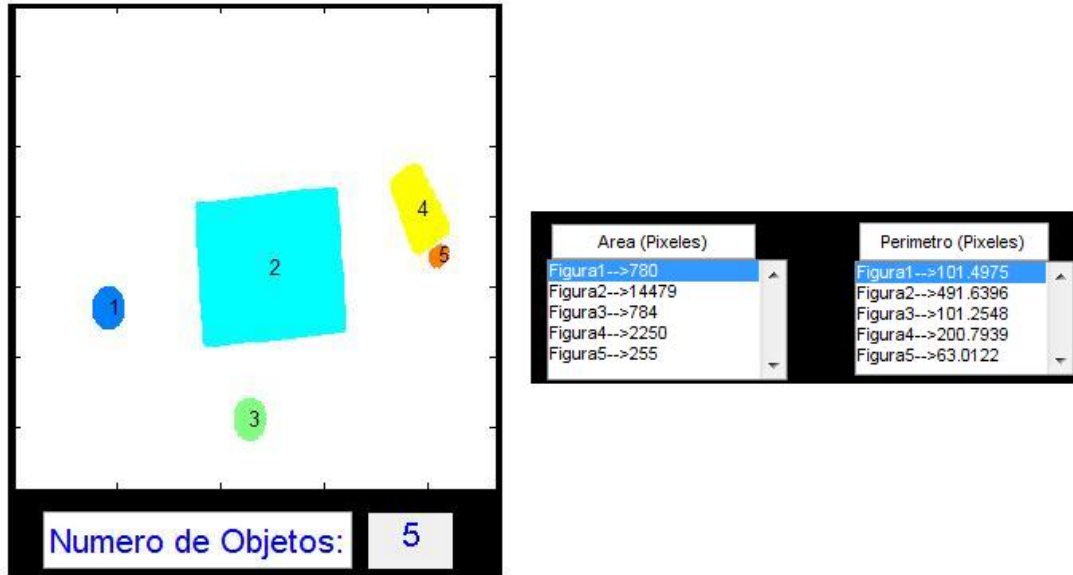 4
5
2
1
3
Numero de Objetos:
5
Area (Pixeles)
Figura1-->780
Figura2-->14479
Figura3-->784
Figura4-->2250
Figura5-->255
Perimetro (Pixeles)
Figura1-->101.4975
Figura2-->491.6396
Figura3-->101.2548
Figura4-->200.7939
Figura5-->63.0122